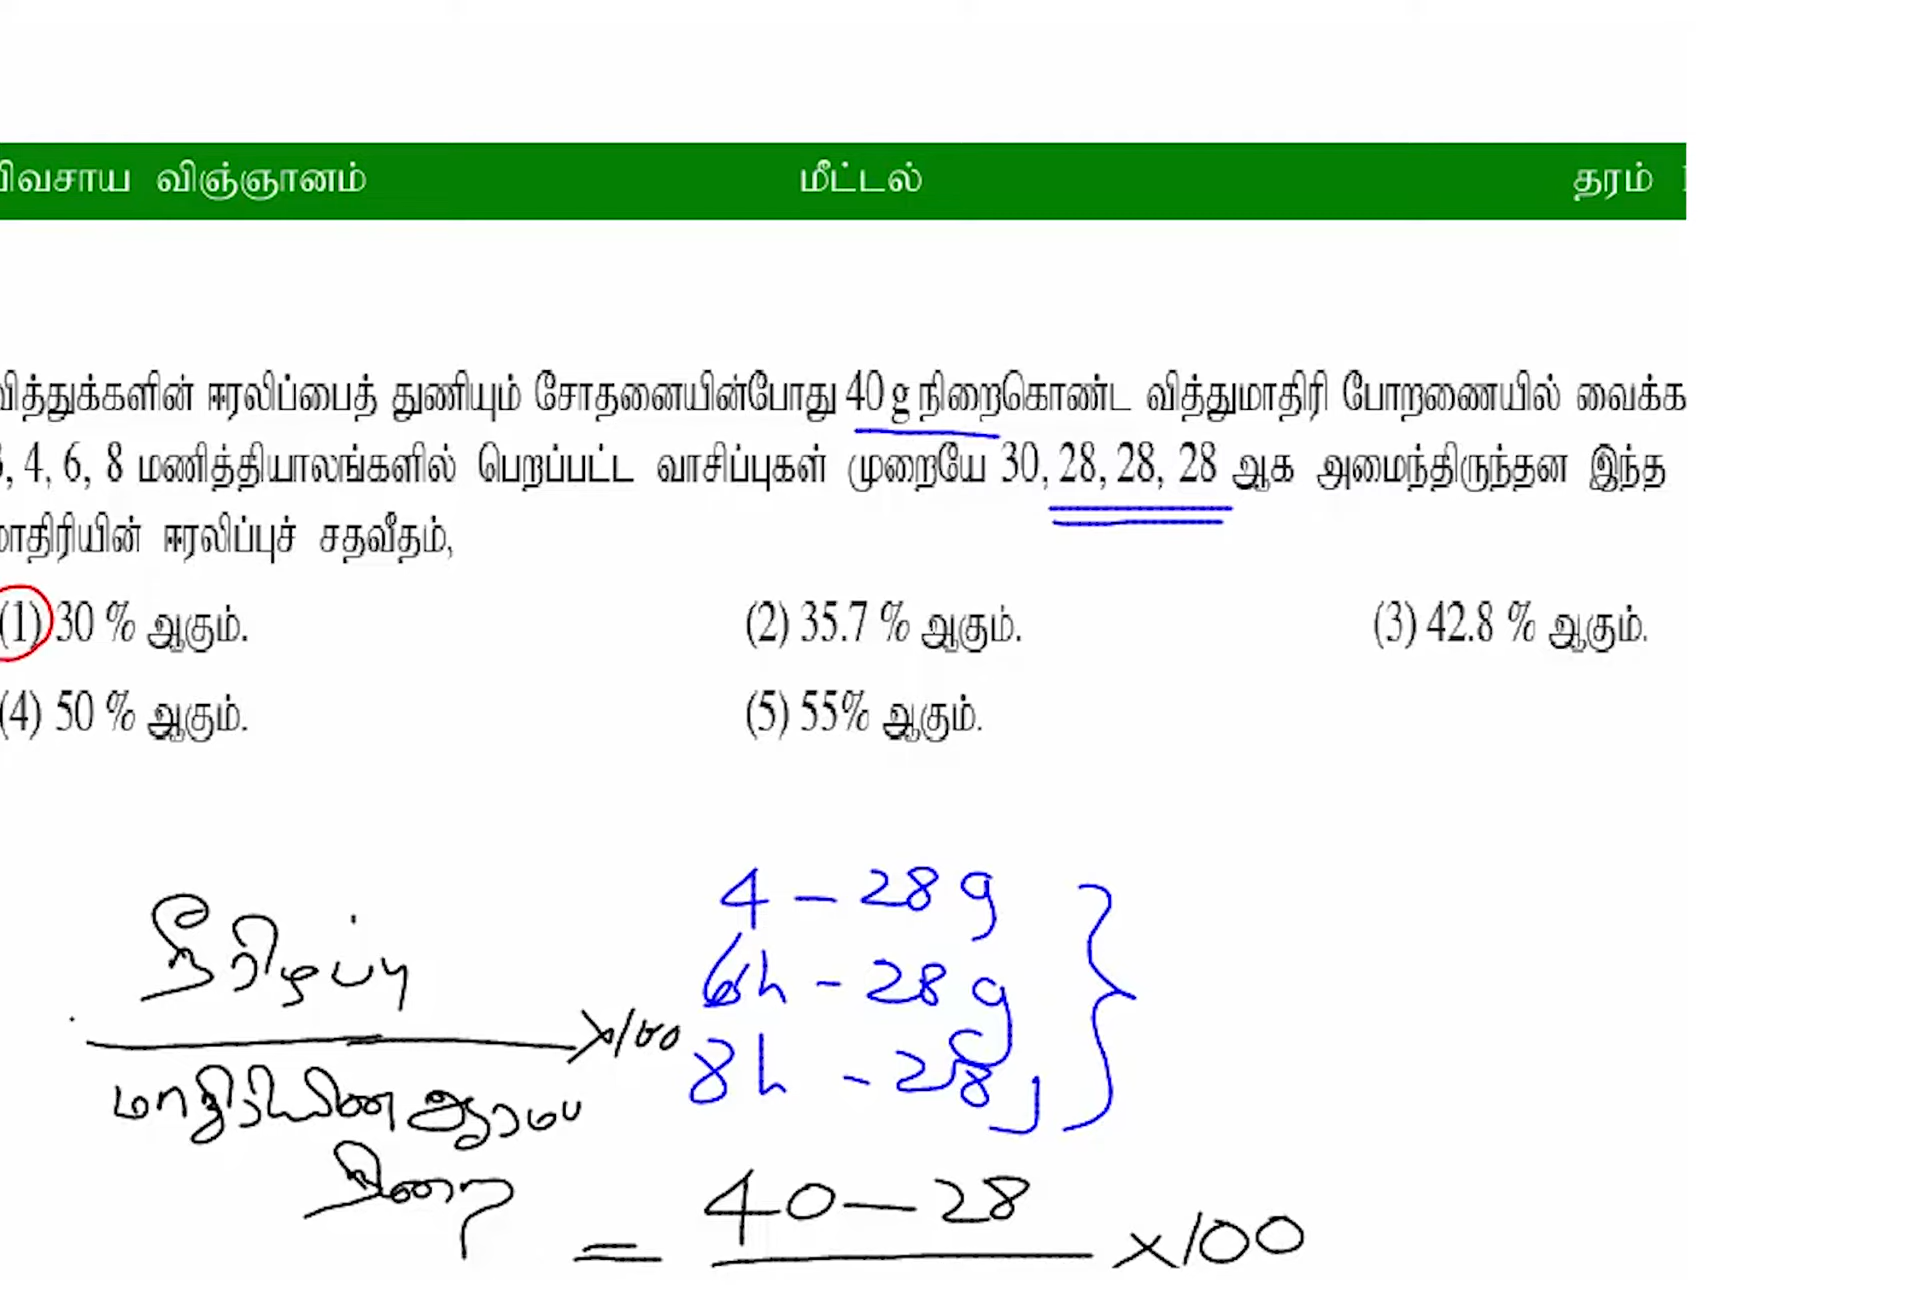 விவசாய விஞ்ஞானம் மீட்டல் தரம்
வித்துக்களின் ஈரலிப்பைத் துணியும் சோதனையின்போது 40 g நிறைகொண்ட வித்துமாதிரி போறணையில் வைக்க
, 4, 6, 8 மணித்தியாலங்களில் பெறப்பட்ட வாசிப்புகள் முறையே 30, 28, 28, 28 ஆக அமைந்திருந்தன இந்த
மாதிரியின் ஈரலிப்புச் சதவீதம்,
(1) 30 % ஆகும். (2) 35.7 % ஆகும். (3) 42.8 % ஆகும்.
(4) 50 % ஆகும். (5) 55% ஆகும்.
4 – 28 g
6h – 28 g
8h – 28 g
நீரிழப்பு
×100
மாதிரியின் ஆரம்ப
நிறை
= 40 – 28 ×100